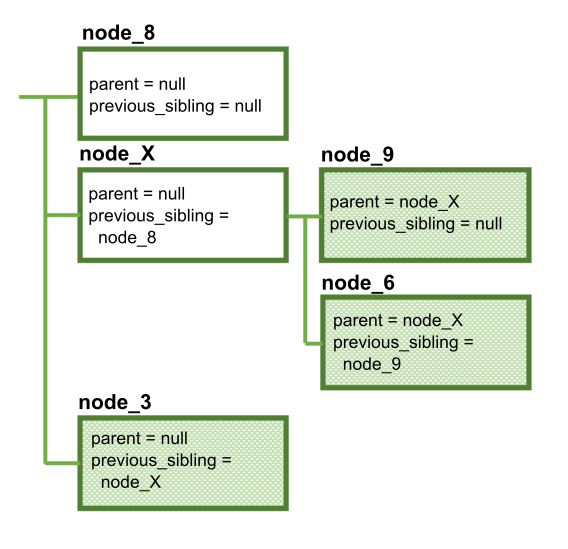 node_8
parent = null
previous_sibling = null
node_X
parent = null
previous_sibling =
node_8
node_9
parent = node_X
previous_sibling = null
node_6
parent = node_X
previous_sibling =
node_9
node_3
parent = null
previous_sibling =
node_X